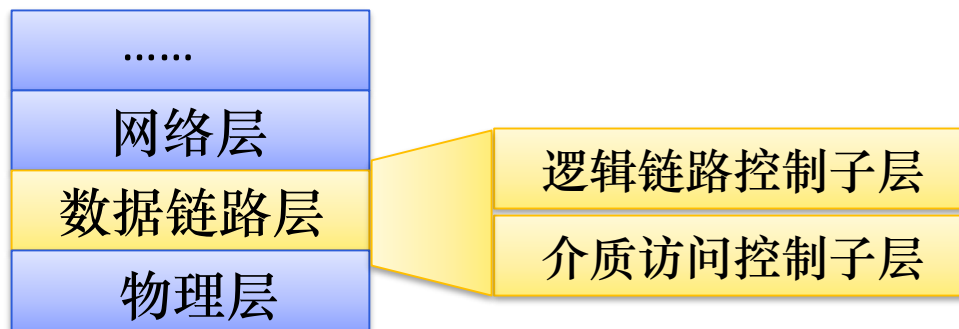 ……
网络层
数据链路层
物理层
逻辑链路控制子层
介质访问控制子层